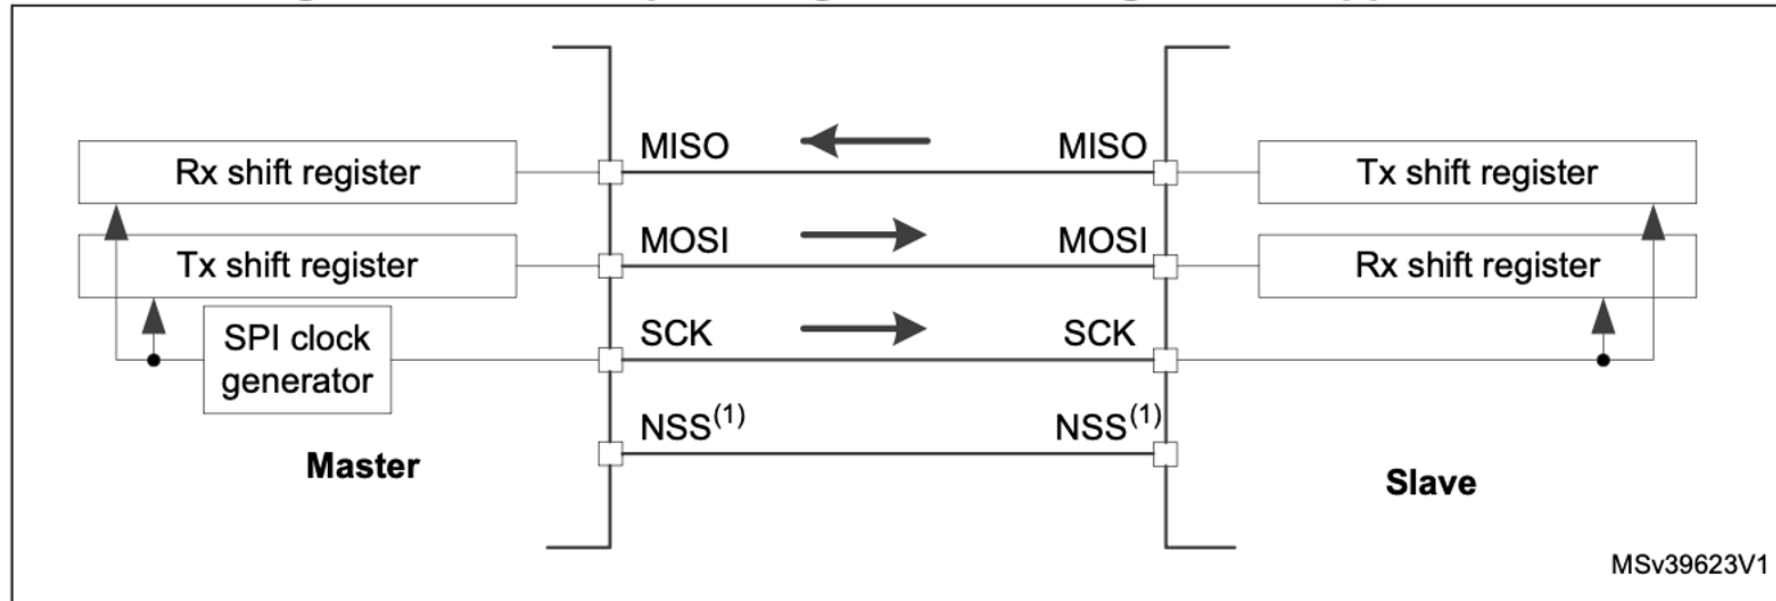 MISO
MISO
Rx shift register
Tx shift register
MOSI
MOSI
Tx shift register
Rx shift register
SPI clock
generator
SCK
SCK
NSS(1)
NSS(1)
Master
Slave
MSv39623V1